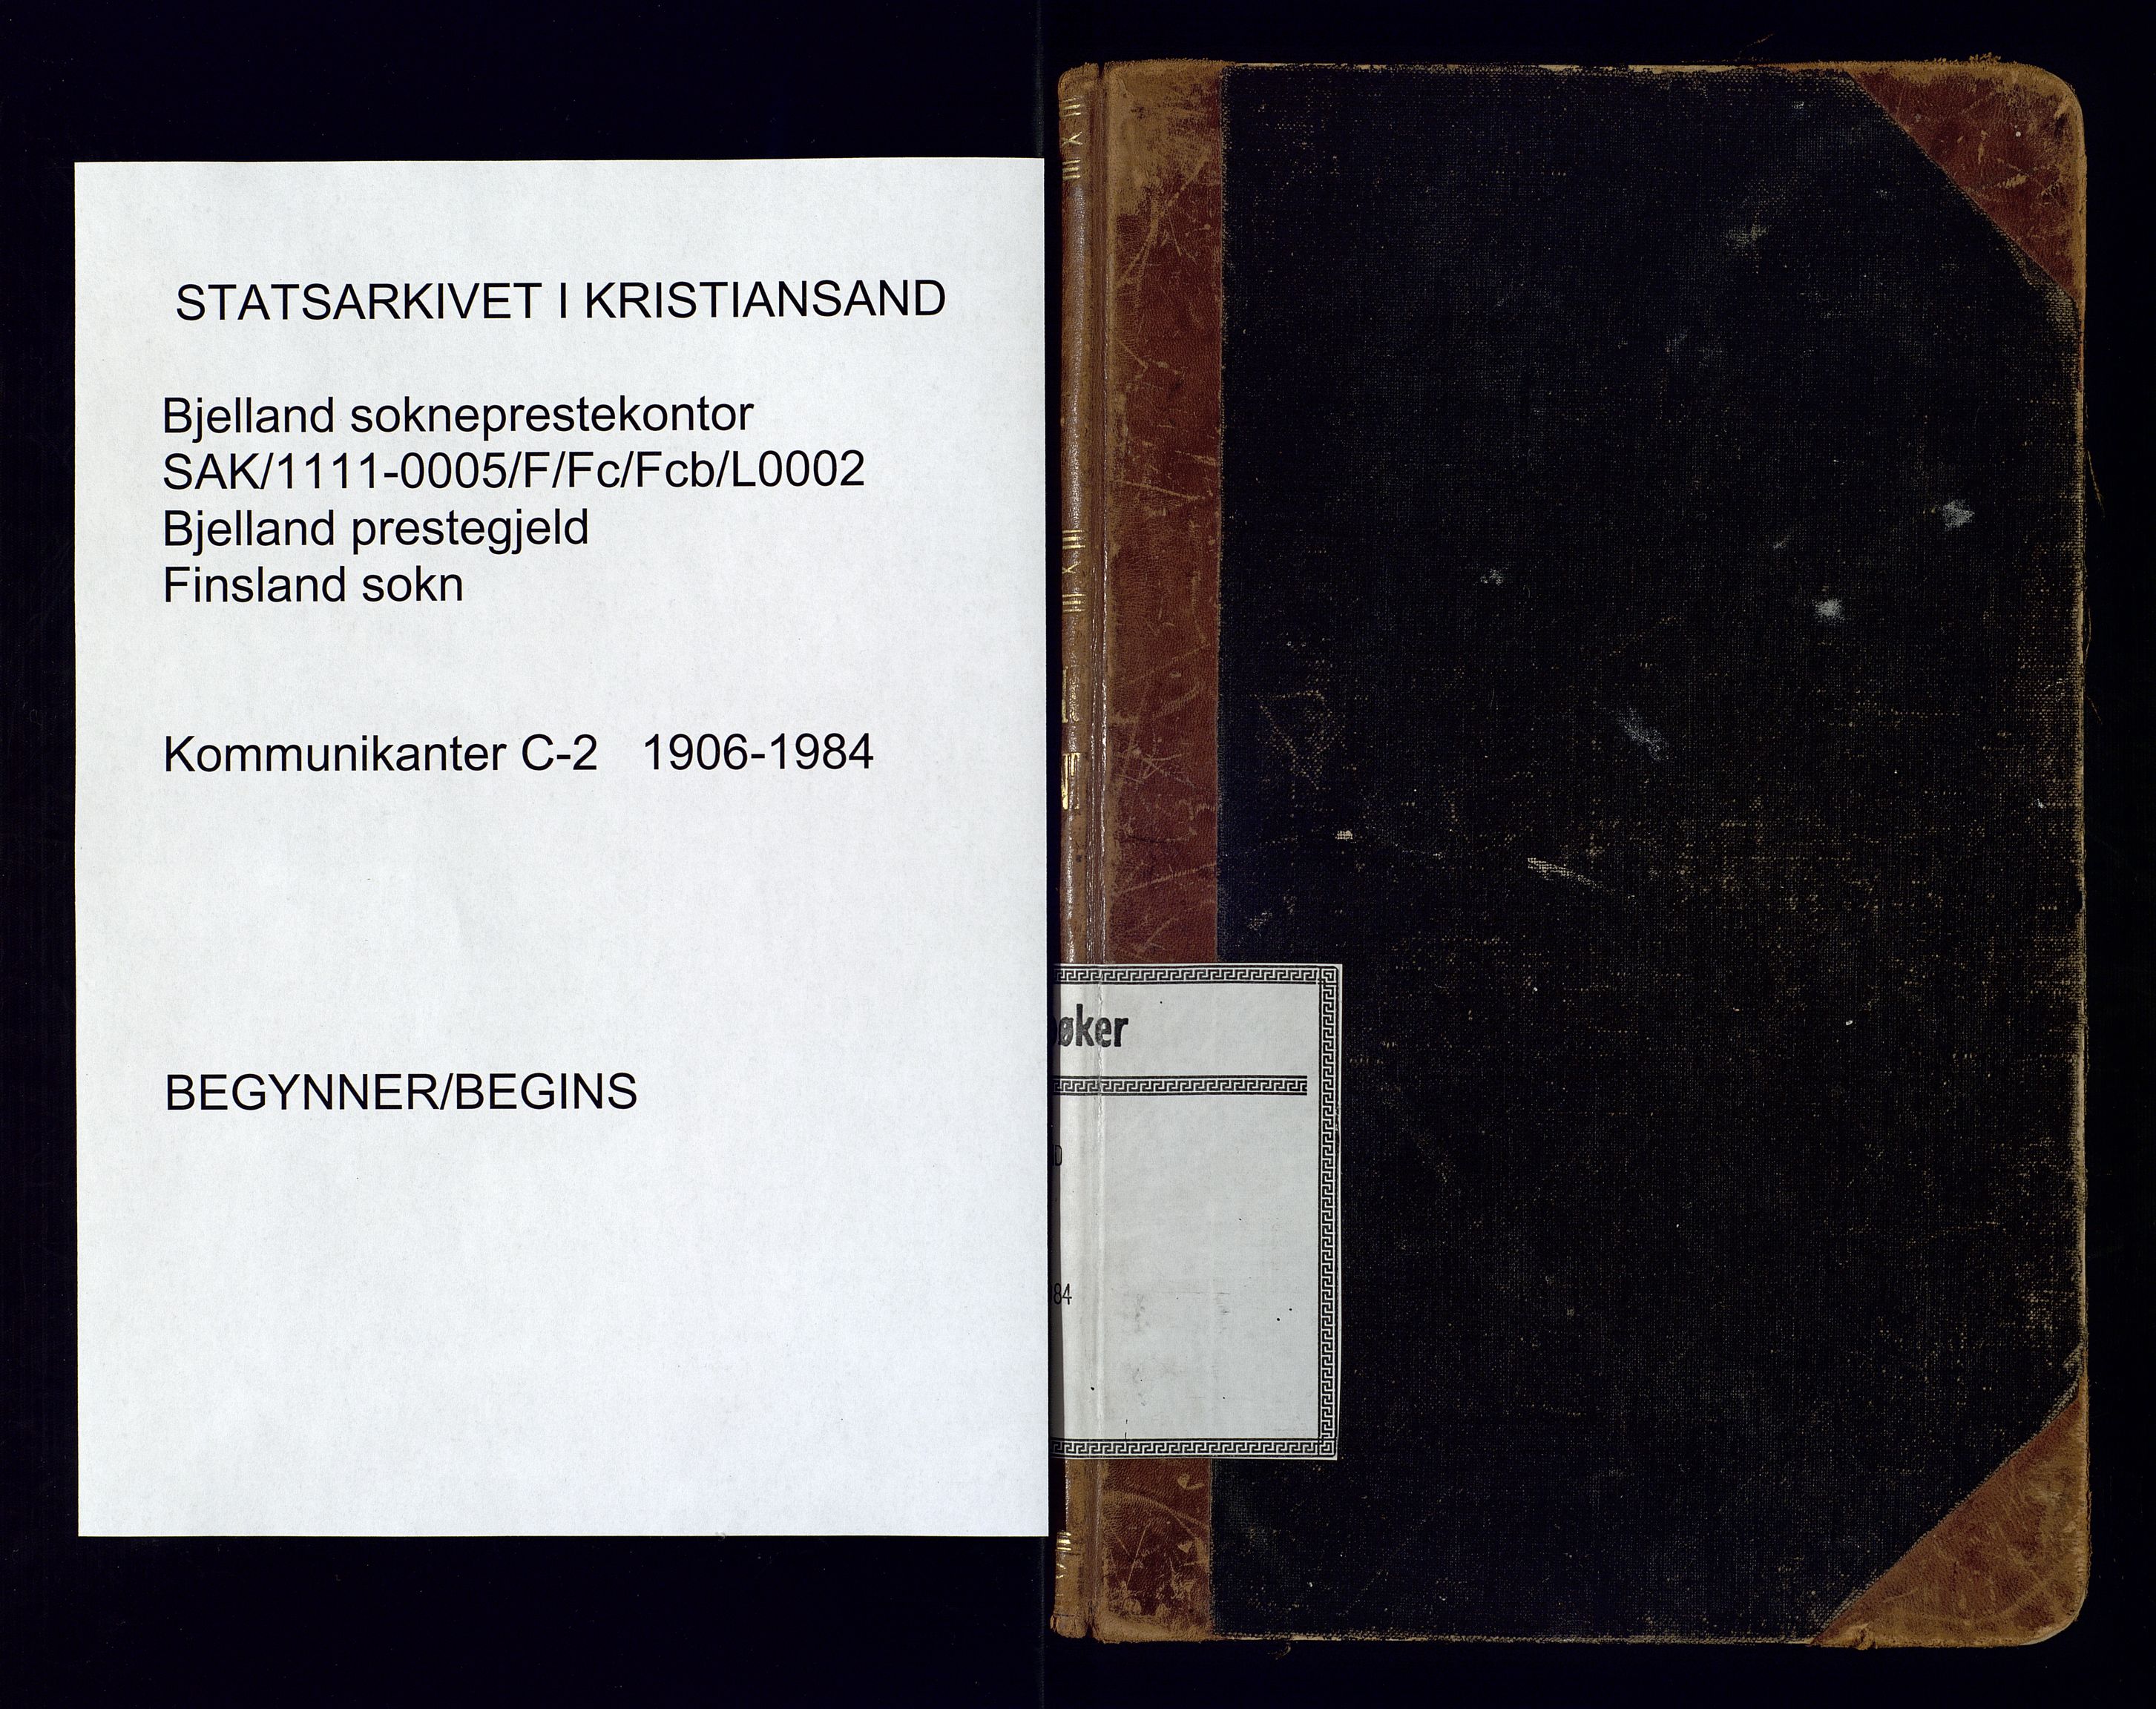 STATSARKIVET I KRISTIANSAND
Bjelland sokneprestekontor
SAK/1111-0005/F/Fc/Fcb/L0002
Bjelland prestegjeld
Finsland sokn
Kommunikanter C-2 1906-1984
BEGYNNER/BEGINS
øker
D
84